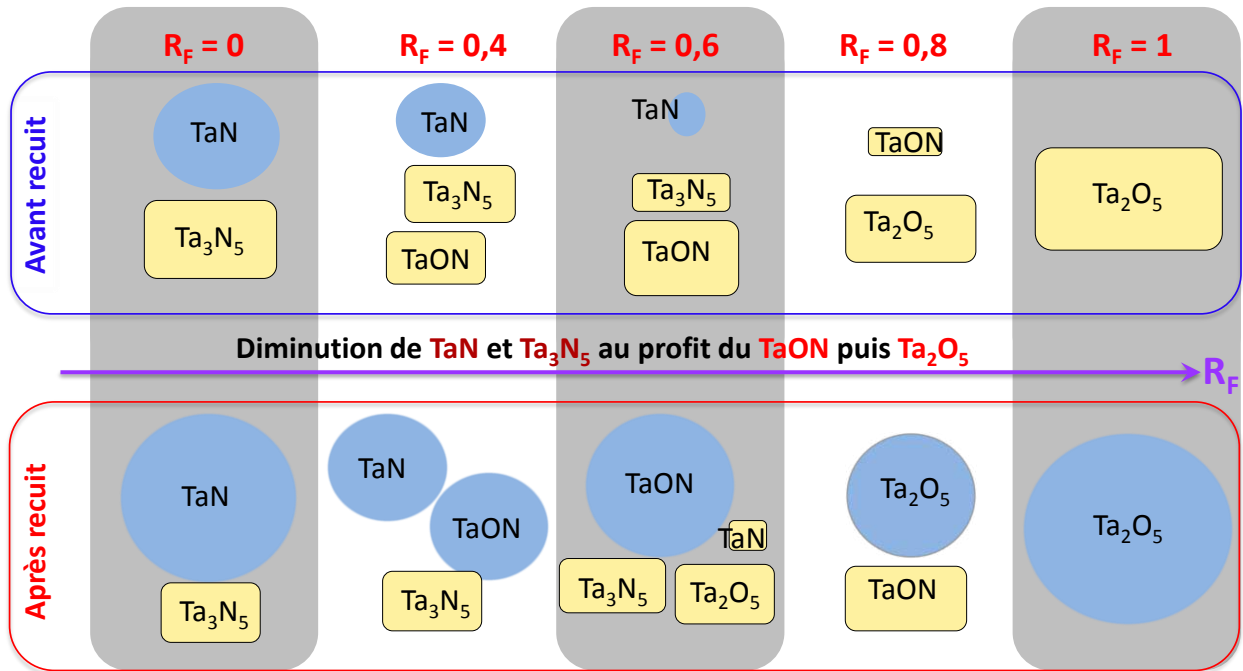 R_F = 0 R_F = 0,4 R_F = 0,6 R_F = 0,8 R_F = 1
Avant recuit
TaN TaN TaN TaON Ta₂O₅
Ta₃N₅ Ta₃N₅ Ta₃N₅ Ta₂O₅
TaON TaON
Diminution de TaN et Ta₃N₅ au profit du TaON puis Ta₂O₅
R_F
Après recuit
TaN TaN TaON Ta₂O₅ Ta₂O₅
TaON TaN
Ta₃N₅ Ta₃N₅ Ta₃N₅ Ta₂O₅ TaON